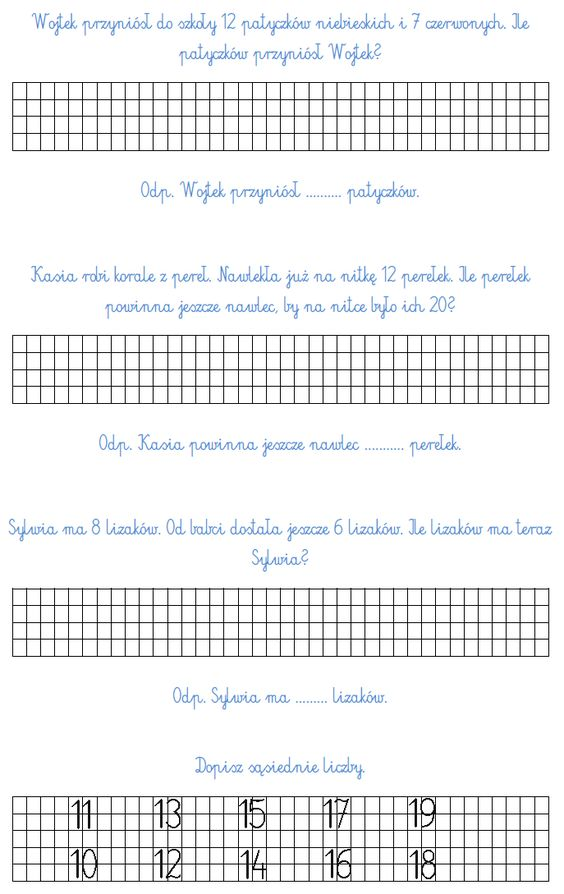 Wojtek przyniósł do szkoły 12 patyczków niebieskich i 7 czerwonych. Ile
patyczków przyniósł Wojtek?
Odp. Wojtek przyniósł .......... patyczków.
Kasia robi korale z pereł. Nawlekła już na nitkę 12 perełek. Ile perełek
powinna jeszcze nawlec, by na nitce było ich 20?
Odp. Kasia powinna jeszcze nawlec ........... perełek.
Sylwia ma 8 lizaków. Od babci dostała jeszcze 6 lizaków. Ile lizaków ma teraz
Sylwia?
Odp. Sylwia ma ......... lizaków.
Dopisz sąsiednie liczby.
11 13 15 17 19
10 12 14 16 18